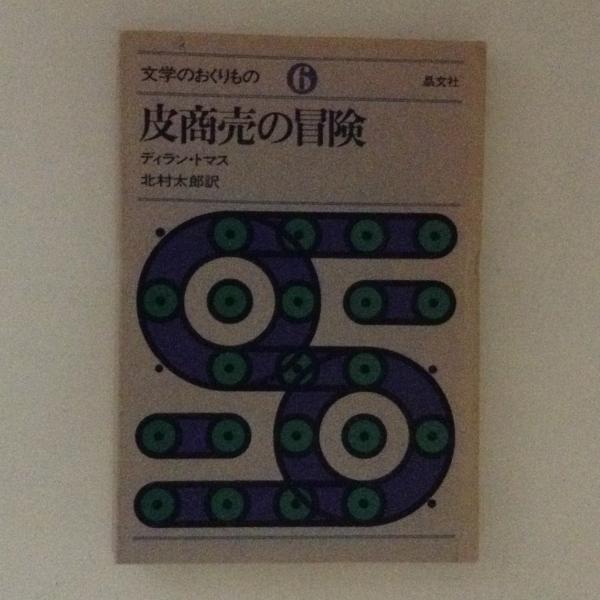 文学のおくりもの 6 晶文社
皮商売の冒険
ディラン・トマス
北村太郎訳